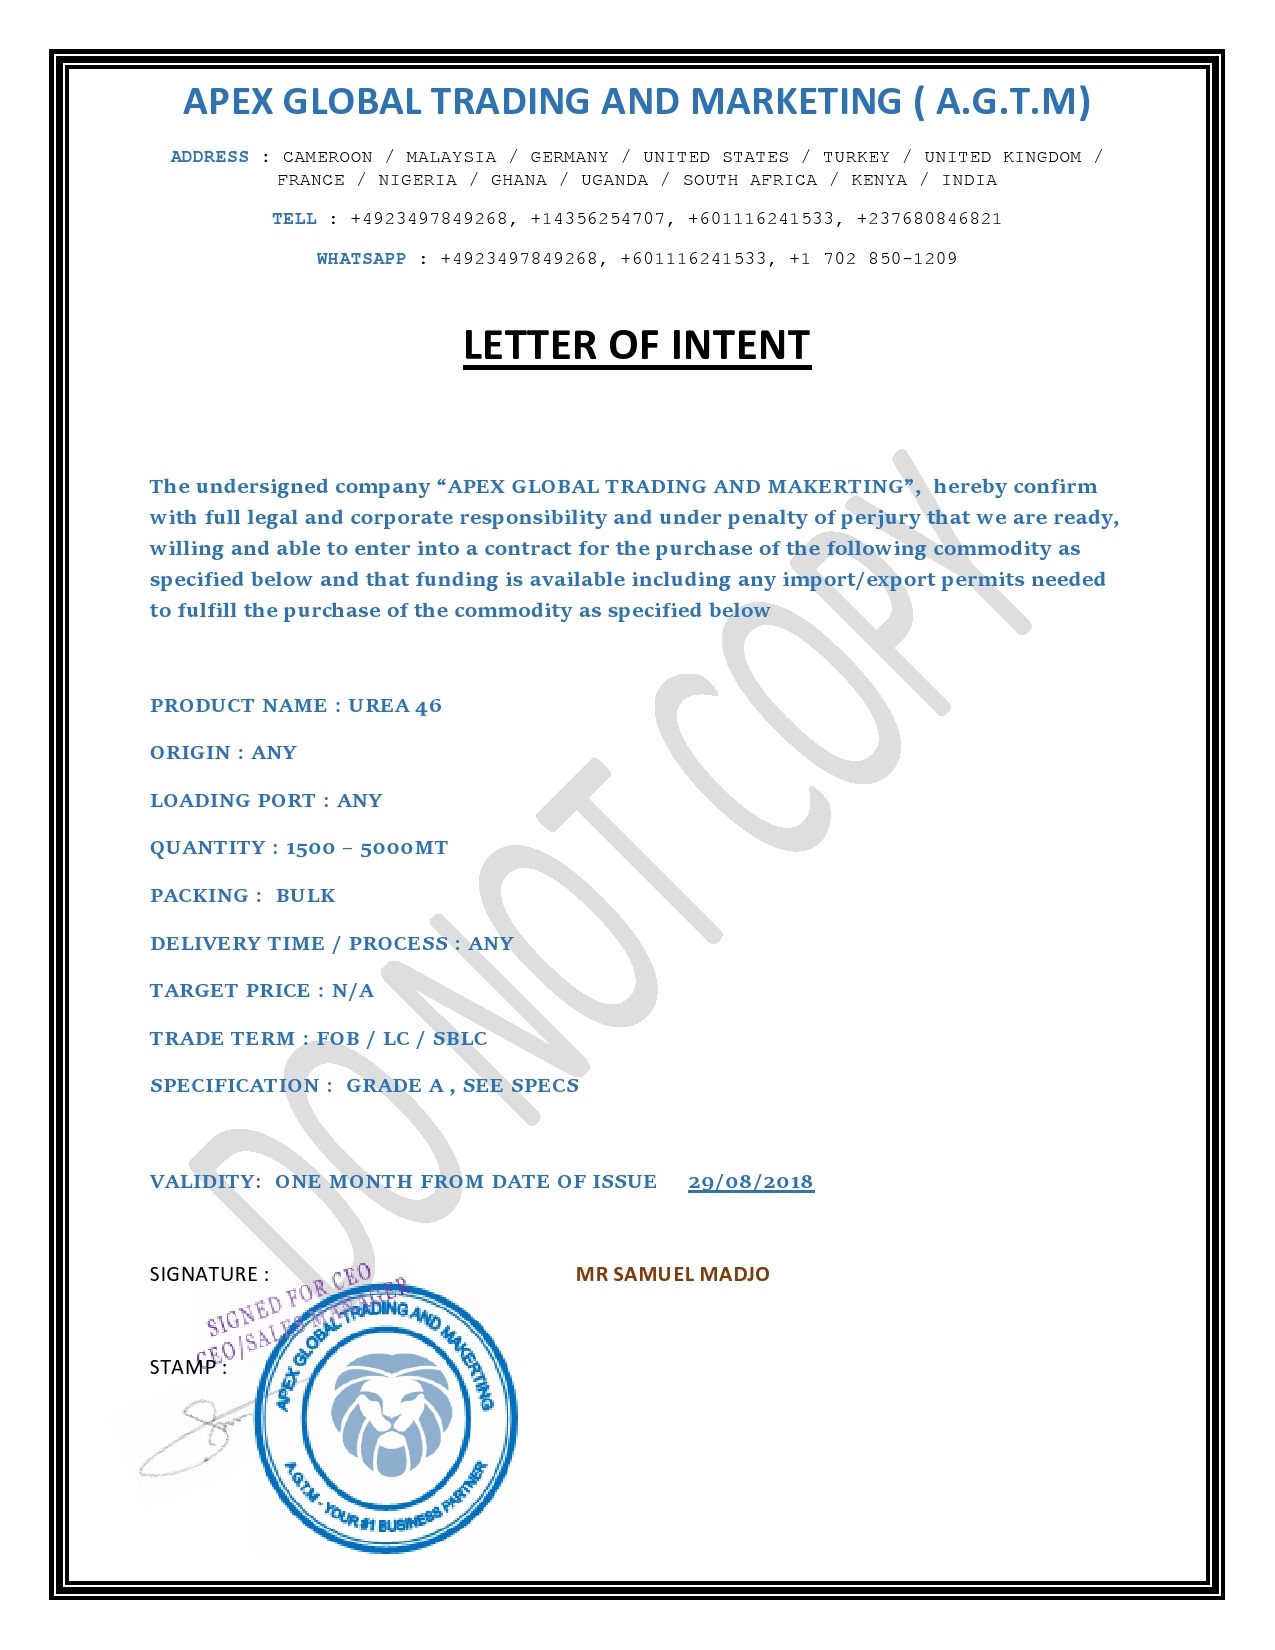 APEX GLOBAL TRADING AND MARKETING ( A.G.T.M)
ADDRESS : CAMEROON / MALAYSIA / GERMANY / UNITED STATES / TURKEY / UNITED KINGDOM /
FRANCE / NIGERIA / GHANA / UGANDA / SOUTH AFRICA / KENYA / INDIA
TELL : +4923497849268, +14356254707, +601116241533, +237680846821
WHATSAPP : +4923497849268, +601116241533, +1 702 850-1209
LETTER OF INTENT
The undersigned company “APEX GLOBAL TRADING AND MAKERTING”, hereby confirm
with full legal and corporate responsibility and under penalty of perjury that we are ready,
willing and able to enter into a contract for the purchase of the following commodity as
specified below and that funding is available including any import/export permits needed
to fulfill the purchase of the commodity as specified below
PRODUCT NAME : UREA 46
ORIGIN : ANY
LOADING PORT : ANY
QUANTITY : 1500 – 5000MT
PACKING : BULK
DELIVERY TIME / PROCESS : ANY
TARGET PRICE : N/A
TRADE TERM : FOB / LC / SBLC
SPECIFICATION : GRADE A , SEE SPECS
VALIDITY: ONE MONTH FROM DATE OF ISSUE 29/08/2018
SIGNATURE : MR SAMUEL MADJO
SIGNED FOR CEO
CEO/SALES MANAGER
STAMP :
APEX GLOBAL TRADING AND MAKERTING
A.G.T.M - YOUR #1 BUSINESS PARTNER
DO NOT COPY